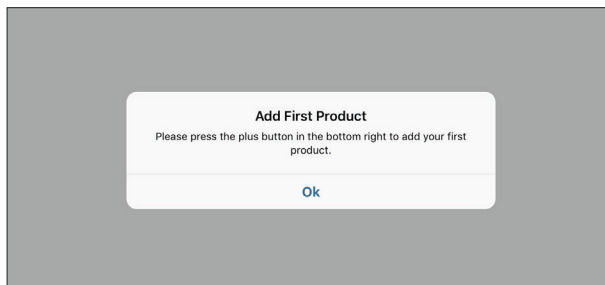 Add First Product
Please press the plus button in the bottom right to add your first
product.
Ok